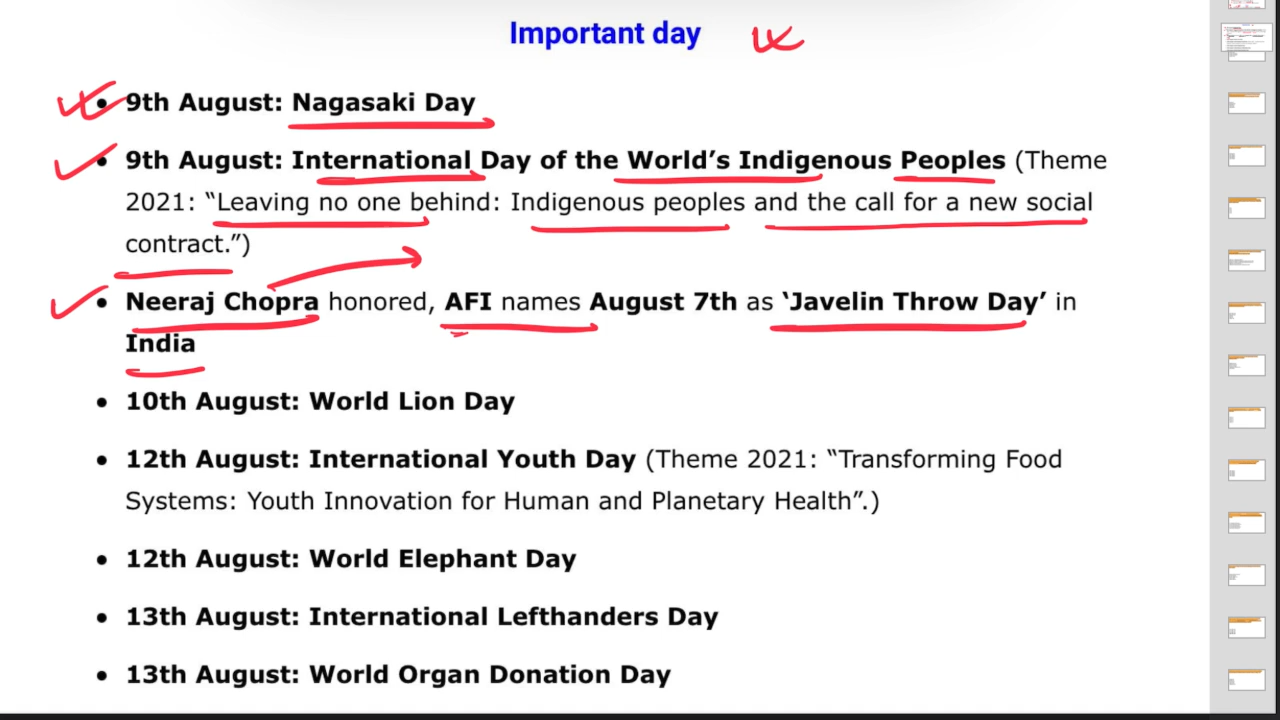 Important day
• 9th August: Nagasaki Day
• 9th August: International Day of the World’s Indigenous Peoples (Theme
2021: “Leaving no one behind: Indigenous peoples and the call for a new social
contract.”)
• Neeraj Chopra honored, AFI names August 7th as ‘Javelin Throw Day’ in
India
• 10th August: World Lion Day
• 12th August: International Youth Day (Theme 2021: “Transforming Food
Systems: Youth Innovation for Human and Planetary Health”.)
• 12th August: World Elephant Day
• 13th August: International Lefthanders Day
• 13th August: World Organ Donation Day